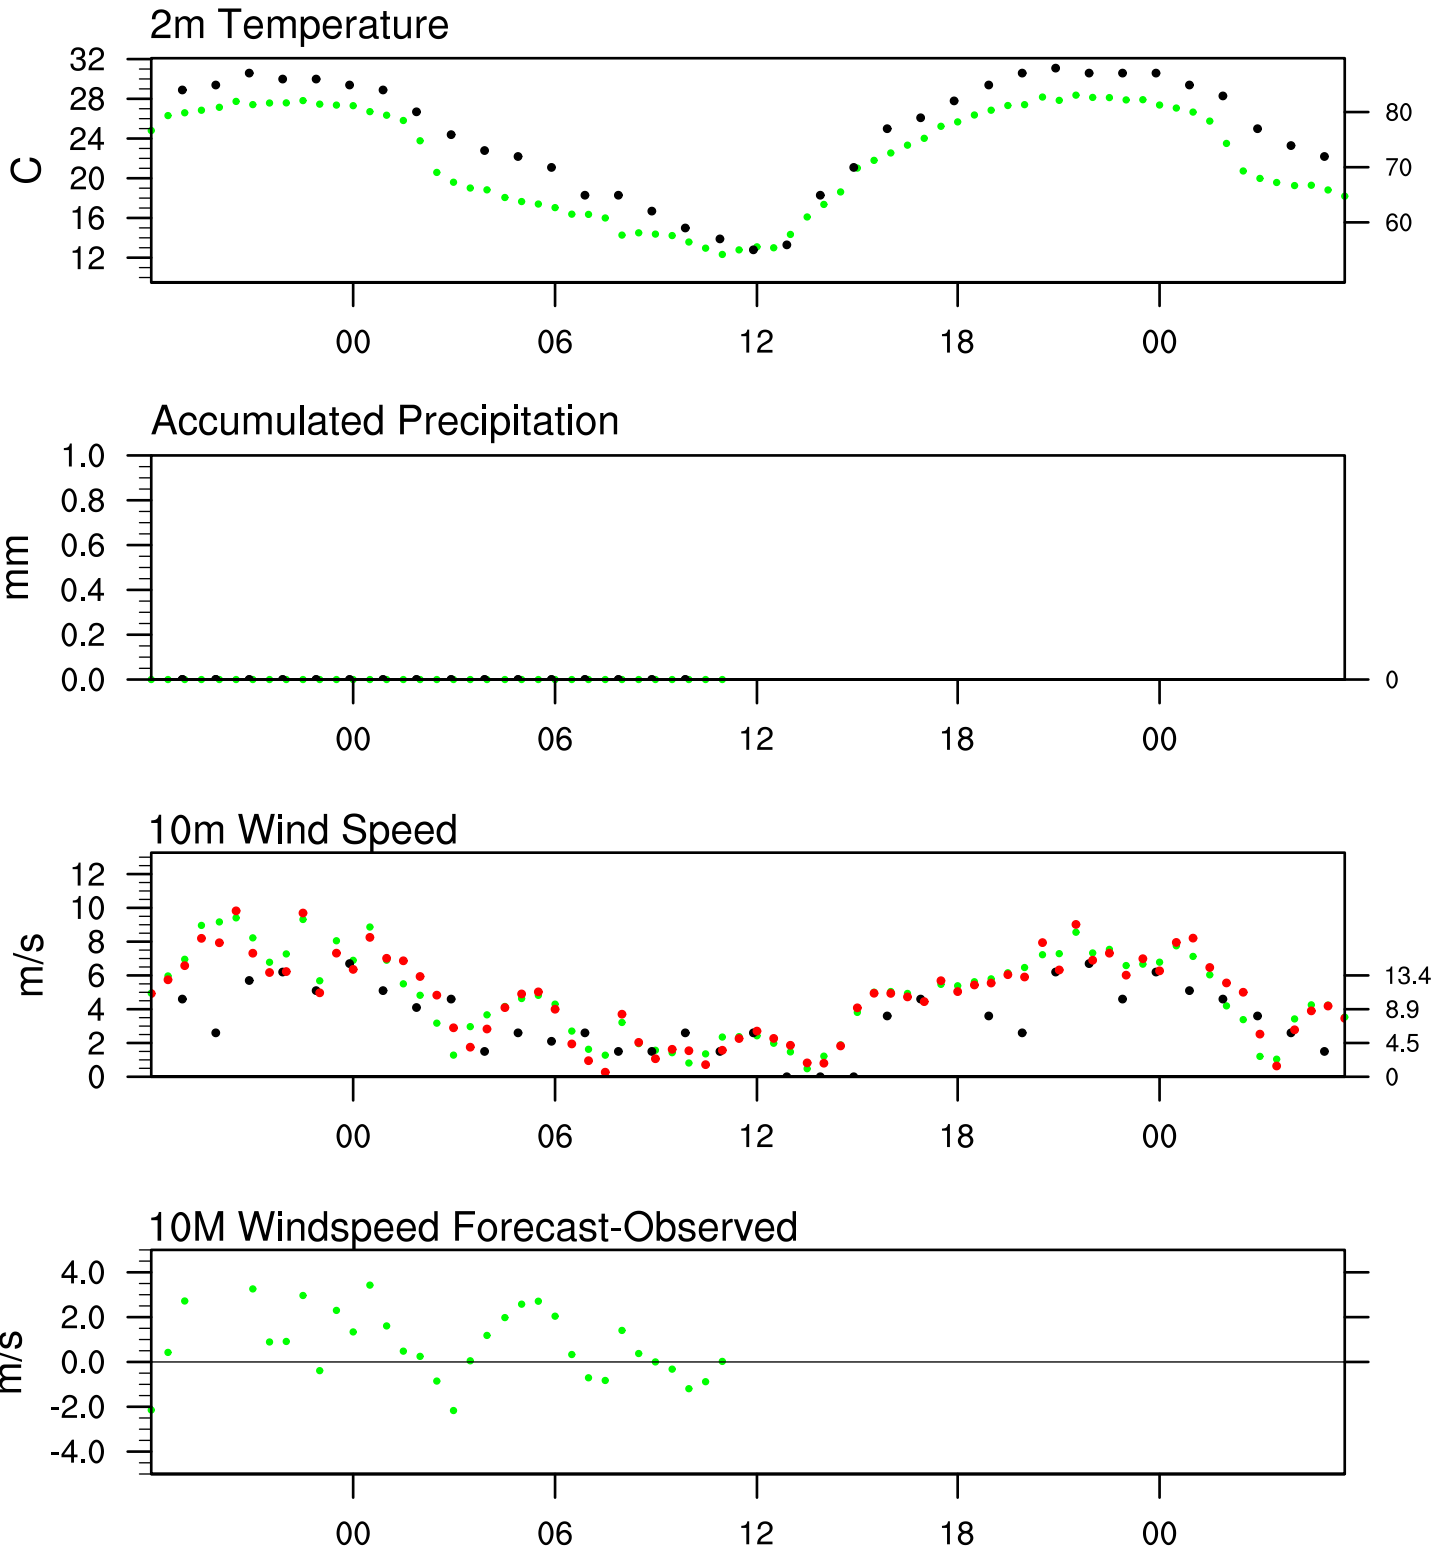 2m Temperature
32
28
24
20
16
12
C
80
70
60
00 06 12 18 00
Accumulated Precipitation
1.0
0.8
0.6
0.4
0.2
0.0
mm
0
00 06 12 18 00
10m Wind Speed
12
10
8
6
4
2
0
m/s
13.4
8.9
4.5
0
00 06 12 18 00
10M Windspeed Forecast-Observed
4.0
2.0
0.0
-2.0
-4.0
m/s
00 06 12 18 00